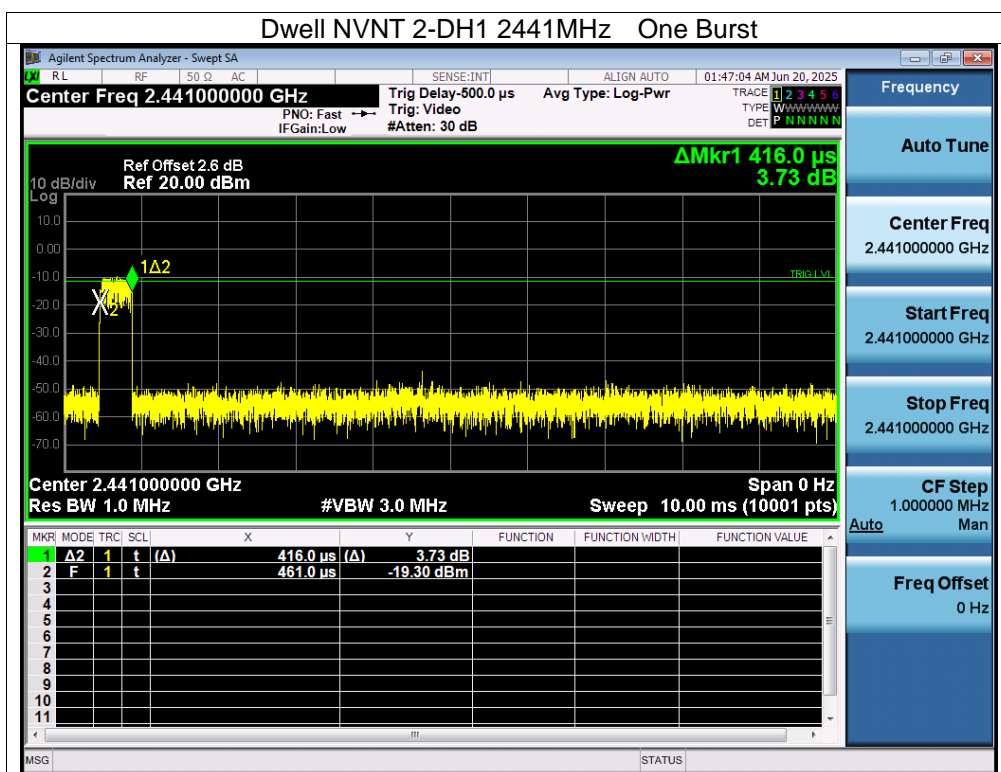 Dwell NVNT 2-DH1 2441MHz One Burst
Agilent Spectrum Analyzer - Swept SA
LXI RL RF 50 Ω AC SENSE:INT ALIGN AUTO 01:47:04 AM Jun 20, 2025
Center Freq 2.441000000 GHz
PNO: Fast
IFGain:Low
Trig Delay-500.0 µs
Trig: Video
#Atten: 30 dB
Avg Type: Log-Pwr
TRACE 1 2 3 4 5 6
TYPE WWWWWW
DET P N N N N N
ΔMkr1 416.0 µs
3.73 dB
Ref Offset 2.6 dB
10 dB/div Ref 20.00 dBm
Log
10.0
0.00
-10.0
-20.0
-30.0
-40.0
-50.0
-60.0
-70.0
1Δ2
2
TRIG LVL
Center 2.441000000 GHz Span 0 Hz
Res BW 1.0 MHz #VBW 3.0 MHz Sweep 10.00 ms (10001 pts)
MKR MODE TRC SCL X Y FUNCTION FUNCTION WIDTH FUNCTION VALUE
1 Δ2 1 t (Δ) 416.0 µs (Δ) 3.73 dB
2 F 1 t 461.0 µs -19.30 dBm
3
4
5
6
7
8
9
10
11
MSG STATUS
Frequency
Auto Tune
Center Freq
2.441000000 GHz
Start Freq
2.441000000 GHz
Stop Freq
2.441000000 GHz
CF Step
1.000000 MHz
Auto Man
Freq Offset
0 Hz